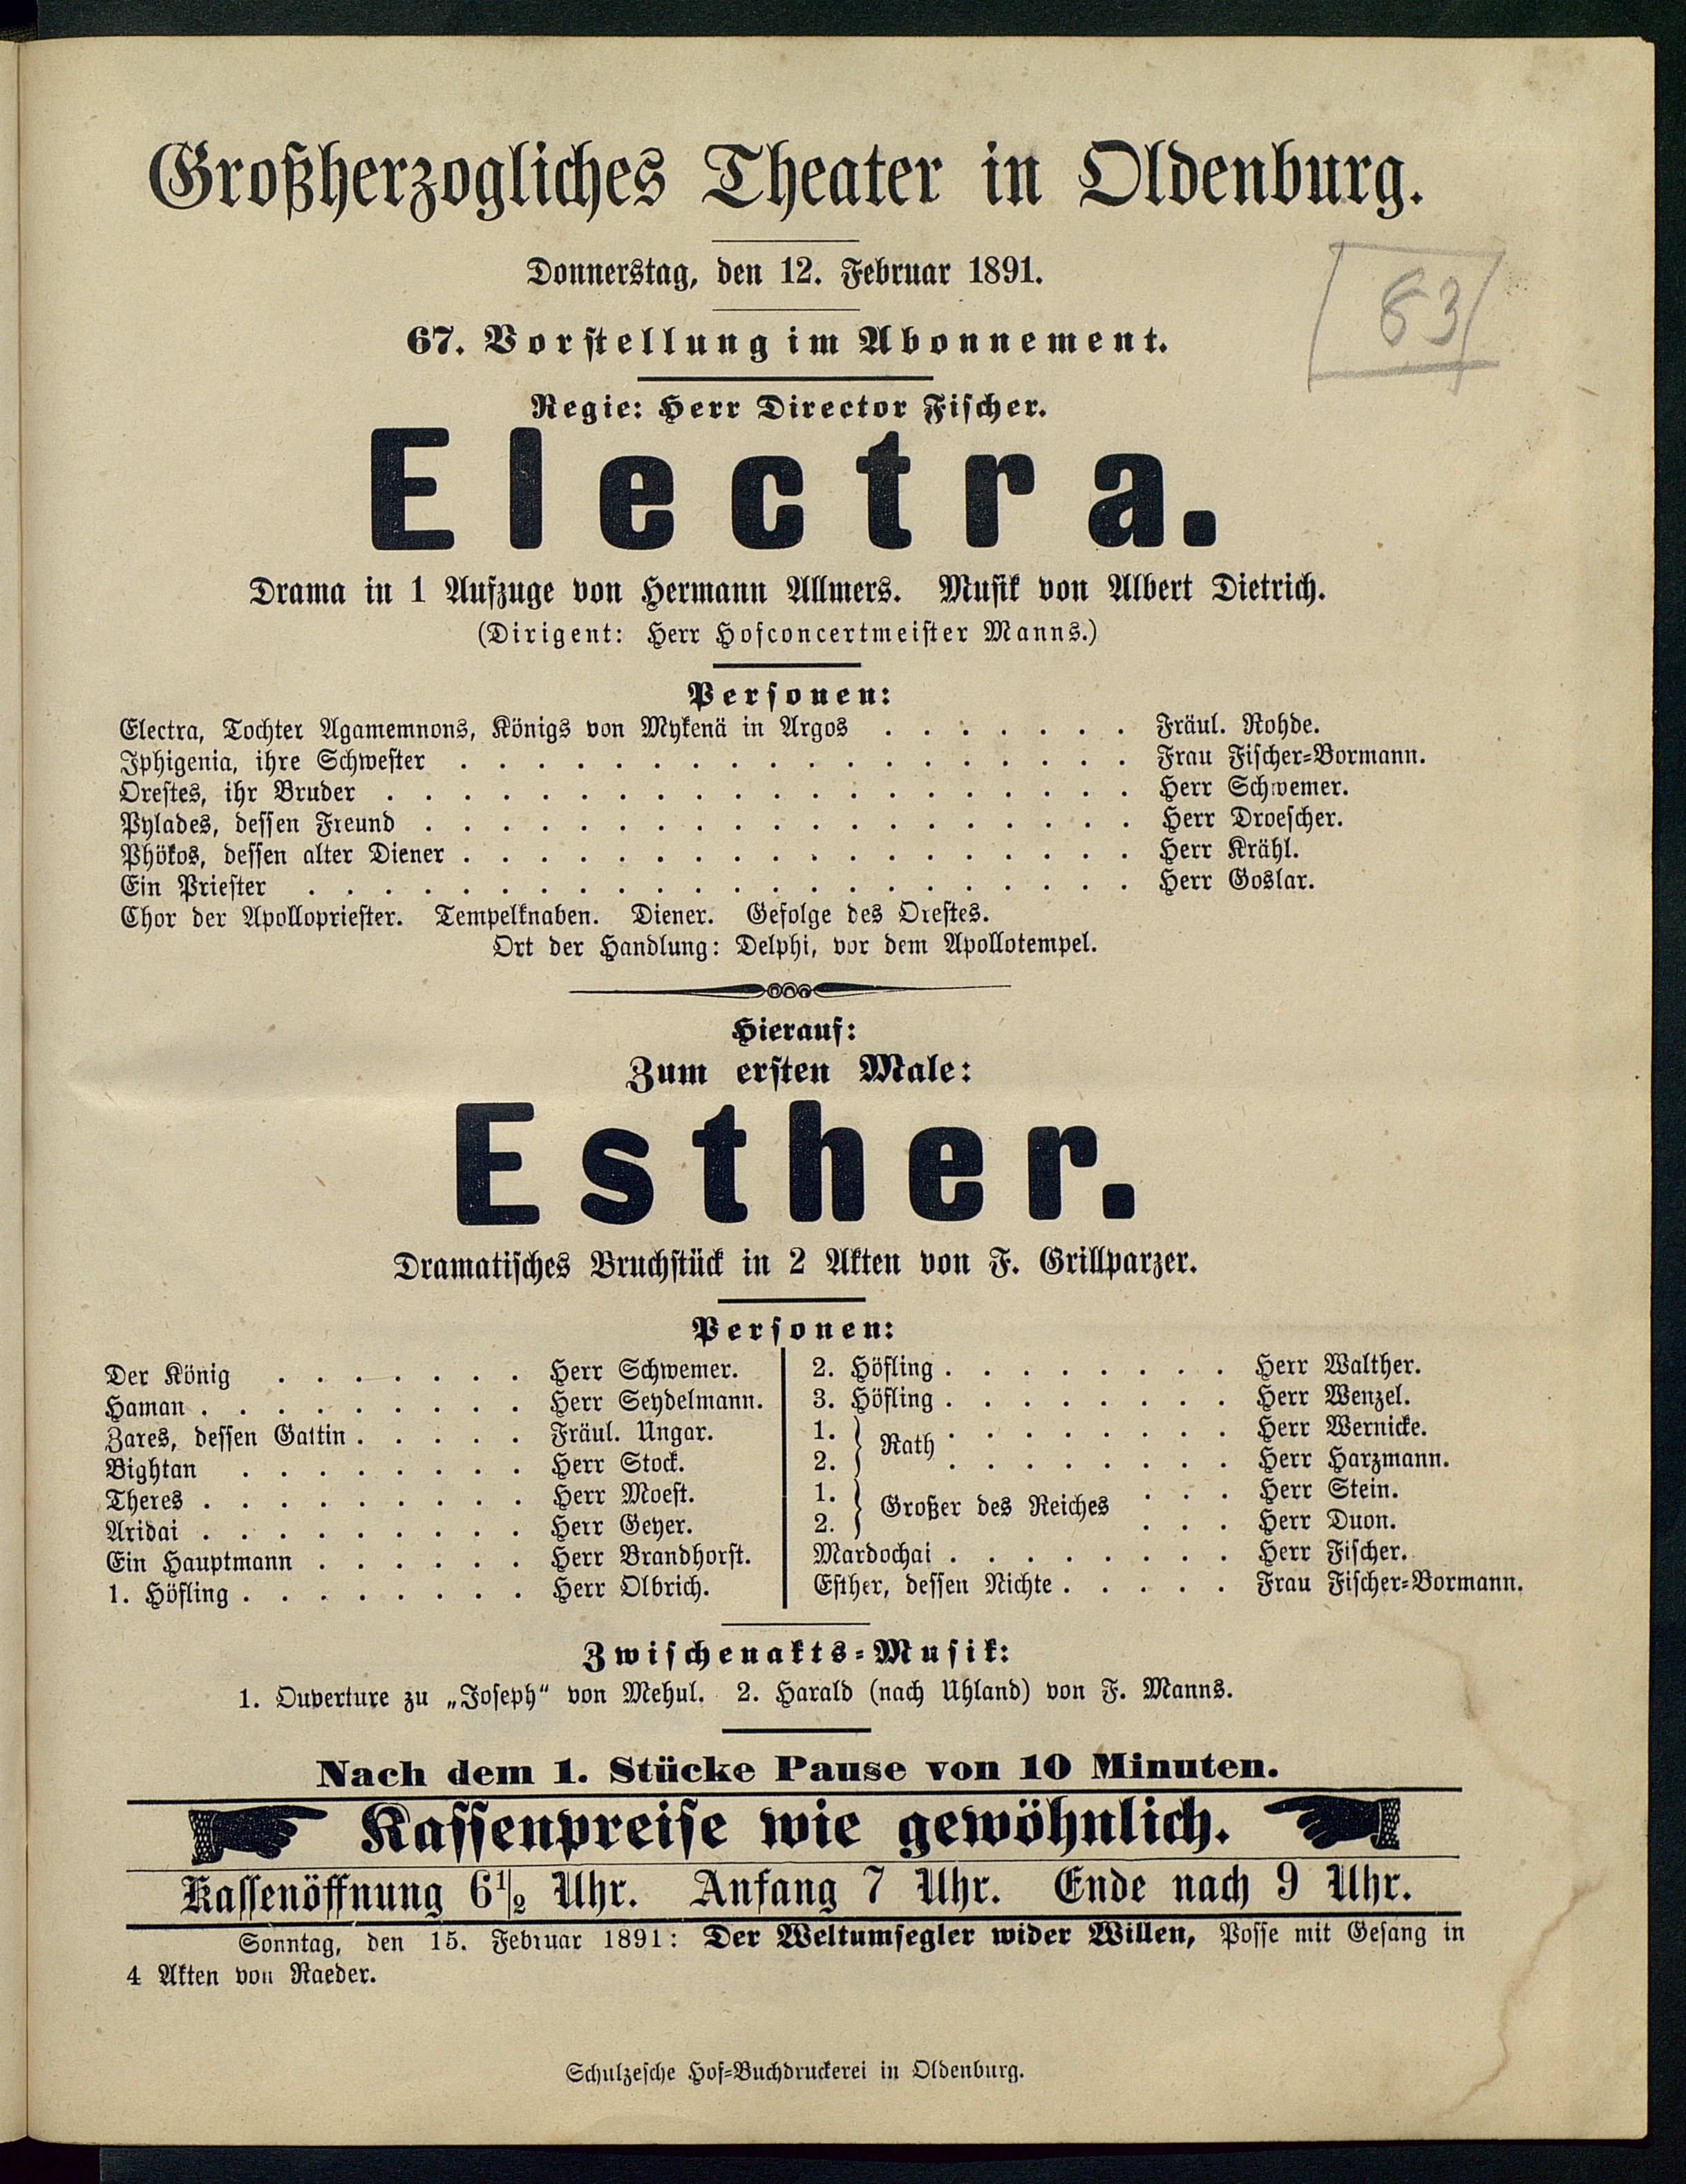 Großherzogliches Theater in Oldenburg.
Donnerstag, den 12. Februar 1891.
83
67. Vorstellung im Abonnement.
Regie: Herr Director Fischer.
Electra.
Drama in 1 Aufzuge von Hermann Allmers. Musik von Albert Dietrich.
(Dirigent: Herr Hofconcertmeister Manns.)
Personen:
Electra, Tochter Agamemnons, Königs von Mykenä in Argos . . . . . . . Fräul. Rohde.
Iphigenia, ihre Schwester . . . . . . . . . . . . . . . . . . Frau Fischer=Bormann.
Orestes, ihr Bruder . . . . . . . . . . . . . . . . . . . . Herr Schwemer.
Pylades, dessen Freund . . . . . . . . . . . . . . . . . . . Herr Droescher.
Phökos, dessen alter Diener . . . . . . . . . . . . . . . . . . Herr Krähl.
Ein Priester . . . . . . . . . . . . . . . . . . . . . . Herr Goslar.
Chor der Apollopriester. Tempelknaben. Diener. Gefolge des Orestes.
Ort der Handlung: Delphi, vor dem Apollotempel.
Hierauf:
Zum ersten Male:
Esther.
Dramatisches Bruchstück in 2 Akten von F. Grillparzer.
Personen:
Der König . . . . . . . Herr Schwemer.
Haman . . . . . . . . . Herr Seydelmann.
Zares, dessen Gattin . . . . . Fräul. Ungar.
Bightan . . . . . . . . Herr Stock.
Theres . . . . . . . . . Herr Moest.
Aridai . . . . . . . . . Herr Geyer.
Ein Hauptmann . . . . . . Herr Brandhorst.
1. Höfling . . . . . . . . Herr Olbrich.
2. Höfling . . . . . . . . Herr Walther.
3. Höfling . . . . . . . . Herr Wenzel.
1. } Rath . . . . . . . . Herr Wernicke.
2. } . . . . . . . . Herr Harzmann.
1. } Großer des Reiches . . . Herr Stein.
2. } . . . Herr Duon.
Mardochai . . . . . . . . Herr Fischer.
Esther, dessen Nichte . . . . . Frau Fischer=Bormann.
Zwischenakts=Musik:
1. Ouverture zu „Joseph“ von Mehul. 2. Harald (nach Uhland) von F. Manns.
Nach dem 1. Stücke Pause von 10 Minuten.
Kassenpreise wie gewöhnlich.
Kassenöffnung 6½ Uhr. Anfang 7 Uhr. Ende nach 9 Uhr.
Sonntag, den 15. Februar 1891: Der Weltumsegler wider Willen, Posse mit Gesang in
4 Akten von Raeder.
Schulzesche Hof=Buchdruckerei in Oldenburg.